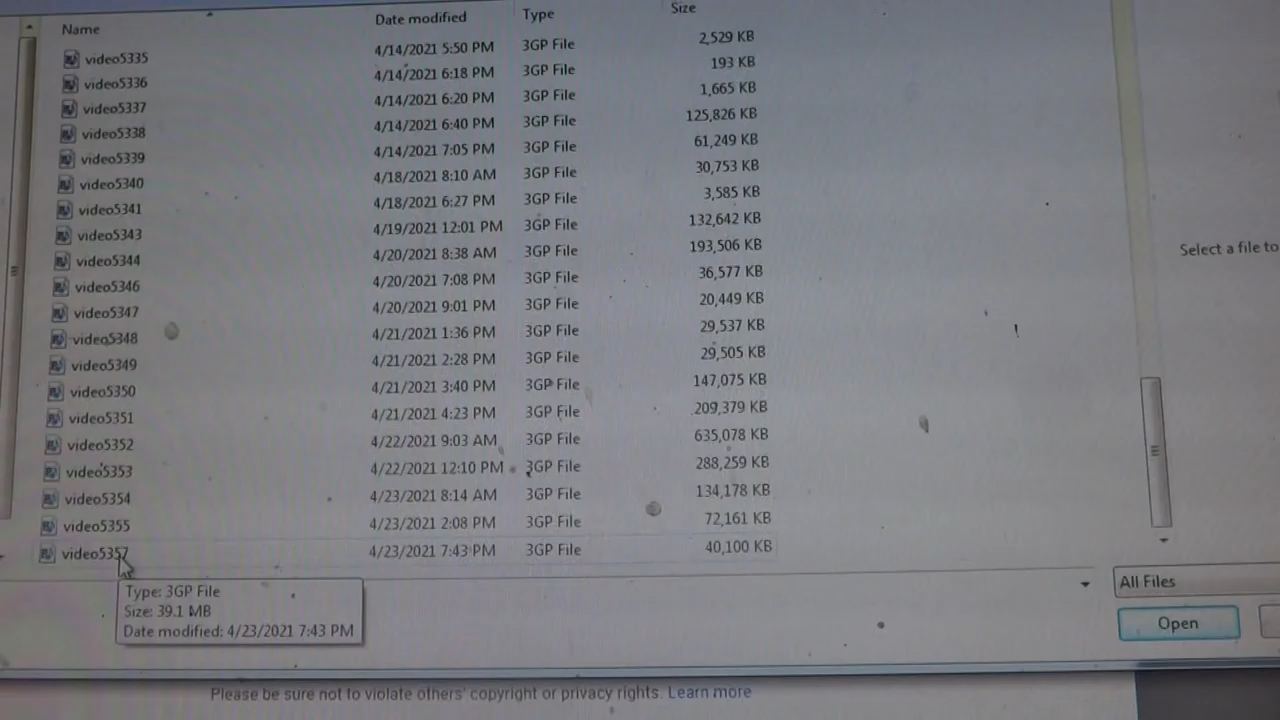 Name Date modified Type Size
video5335 4/14/2021 5:50 PM 3GP File 2,529 KB
video5336 4/14/2021 6:18 PM 3GP File 193 KB
video5337 4/14/2021 6:20 PM 3GP File 1,665 KB
video5338 4/14/2021 6:40 PM 3GP File 125,826 KB
video5339 4/14/2021 7:05 PM 3GP File 61,249 KB
video5340 4/18/2021 8:10 AM 3GP File 30,753 KB
video5341 4/18/2021 6:27 PM 3GP File 3,585 KB
video5343 4/19/2021 12:01 PM 3GP File 132,642 KB
video5344 4/20/2021 8:38 AM 3GP File 193,506 KB
video5346 4/20/2021 7:08 PM 3GP File 36,577 KB
video5347 4/20/2021 9:01 PM 3GP File 20,449 KB
video5348 4/21/2021 1:36 PM 3GP File 29,537 KB
video5349 4/21/2021 2:28 PM 3GP File 29,505 KB
video5350 4/21/2021 3:40 PM 3GP File 147,075 KB
video5351 4/21/2021 4:23 PM 3GP File 209,379 KB
video5352 4/22/2021 9:03 AM 3GP File 635,078 KB
video5353 4/22/2021 12:10 PM 3GP File 288,259 KB
video5354 4/23/2021 8:14 AM 3GP File 134,178 KB
video5355 4/23/2021 2:08 PM 3GP File 72,161 KB
video5357 4/23/2021 7:43 PM 3GP File 40,100 KB
Select a file to
Type: 3GP File
Size: 39.1 MB
Date modified: 4/23/2021 7:43 PM
All Files
Open
Please be sure not to violate others' copyright or privacy rights. Learn more